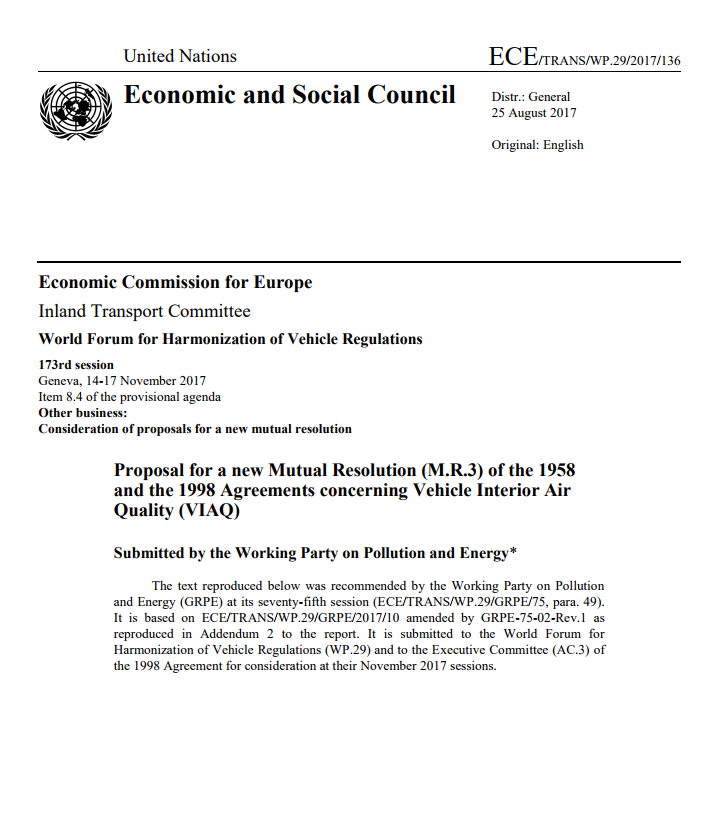 United Nations
ECE/TRANS/WP.29/2017/136
Economic and Social Council
Distr.: General
25 August 2017
Original: English
Economic Commission for Europe
Inland Transport Committee
World Forum for Harmonization of Vehicle Regulations
173rd session
Geneva, 14-17 November 2017
Item 8.4 of the provisional agenda
Other business:
Consideration of proposals for a new mutual resolution
Proposal for a new Mutual Resolution (M.R.3) of the 1958
and the 1998 Agreements concerning Vehicle Interior Air
Quality (VIAQ)
Submitted by the Working Party on Pollution and Energy*
The text reproduced below was recommended by the Working Party on Pollution
and Energy (GRPE) at its seventy-fifth session (ECE/TRANS/WP.29/GRPE/75, para. 49).
It is based on ECE/TRANS/WP.29/GRPE/2017/10 amended by GRPE-75-02-Rev.1 as
reproduced in Addendum 2 to the report. It is submitted to the World Forum for
Harmonization of Vehicle Regulations (WP.29) and to the Executive Committee (AC.3) of
the 1998 Agreement for consideration at their November 2017 sessions.